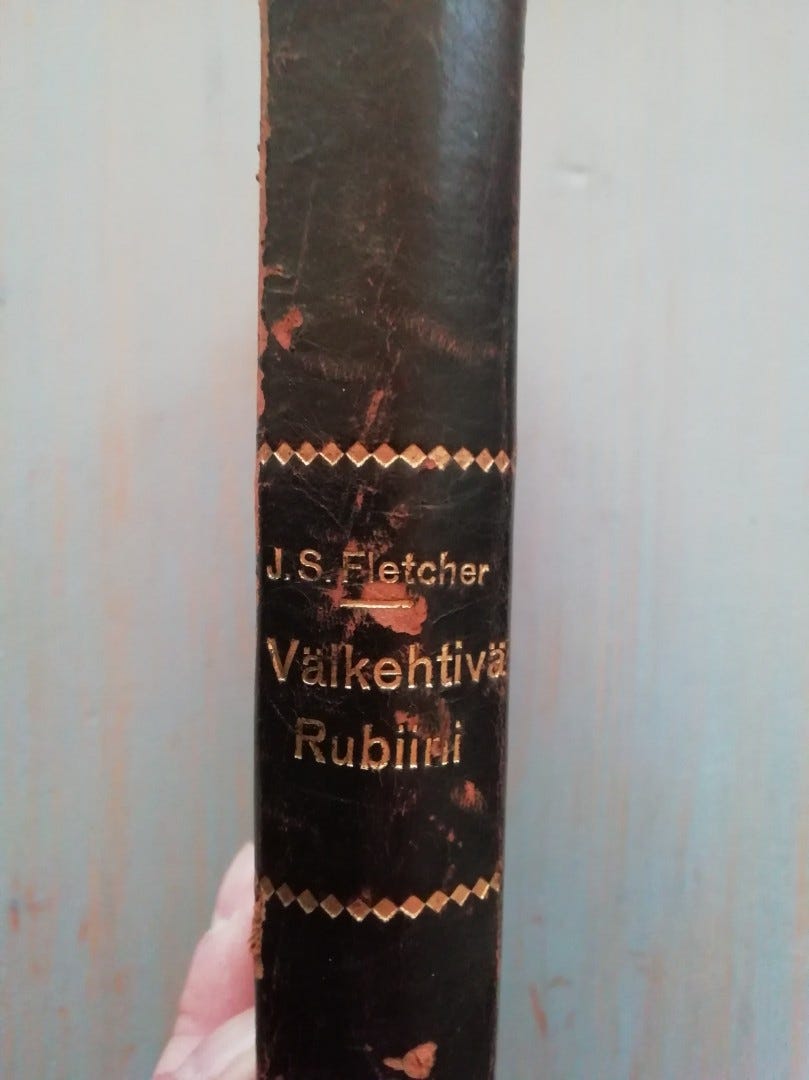 J. S. Fletcher
Välkehtivä
Rubiini